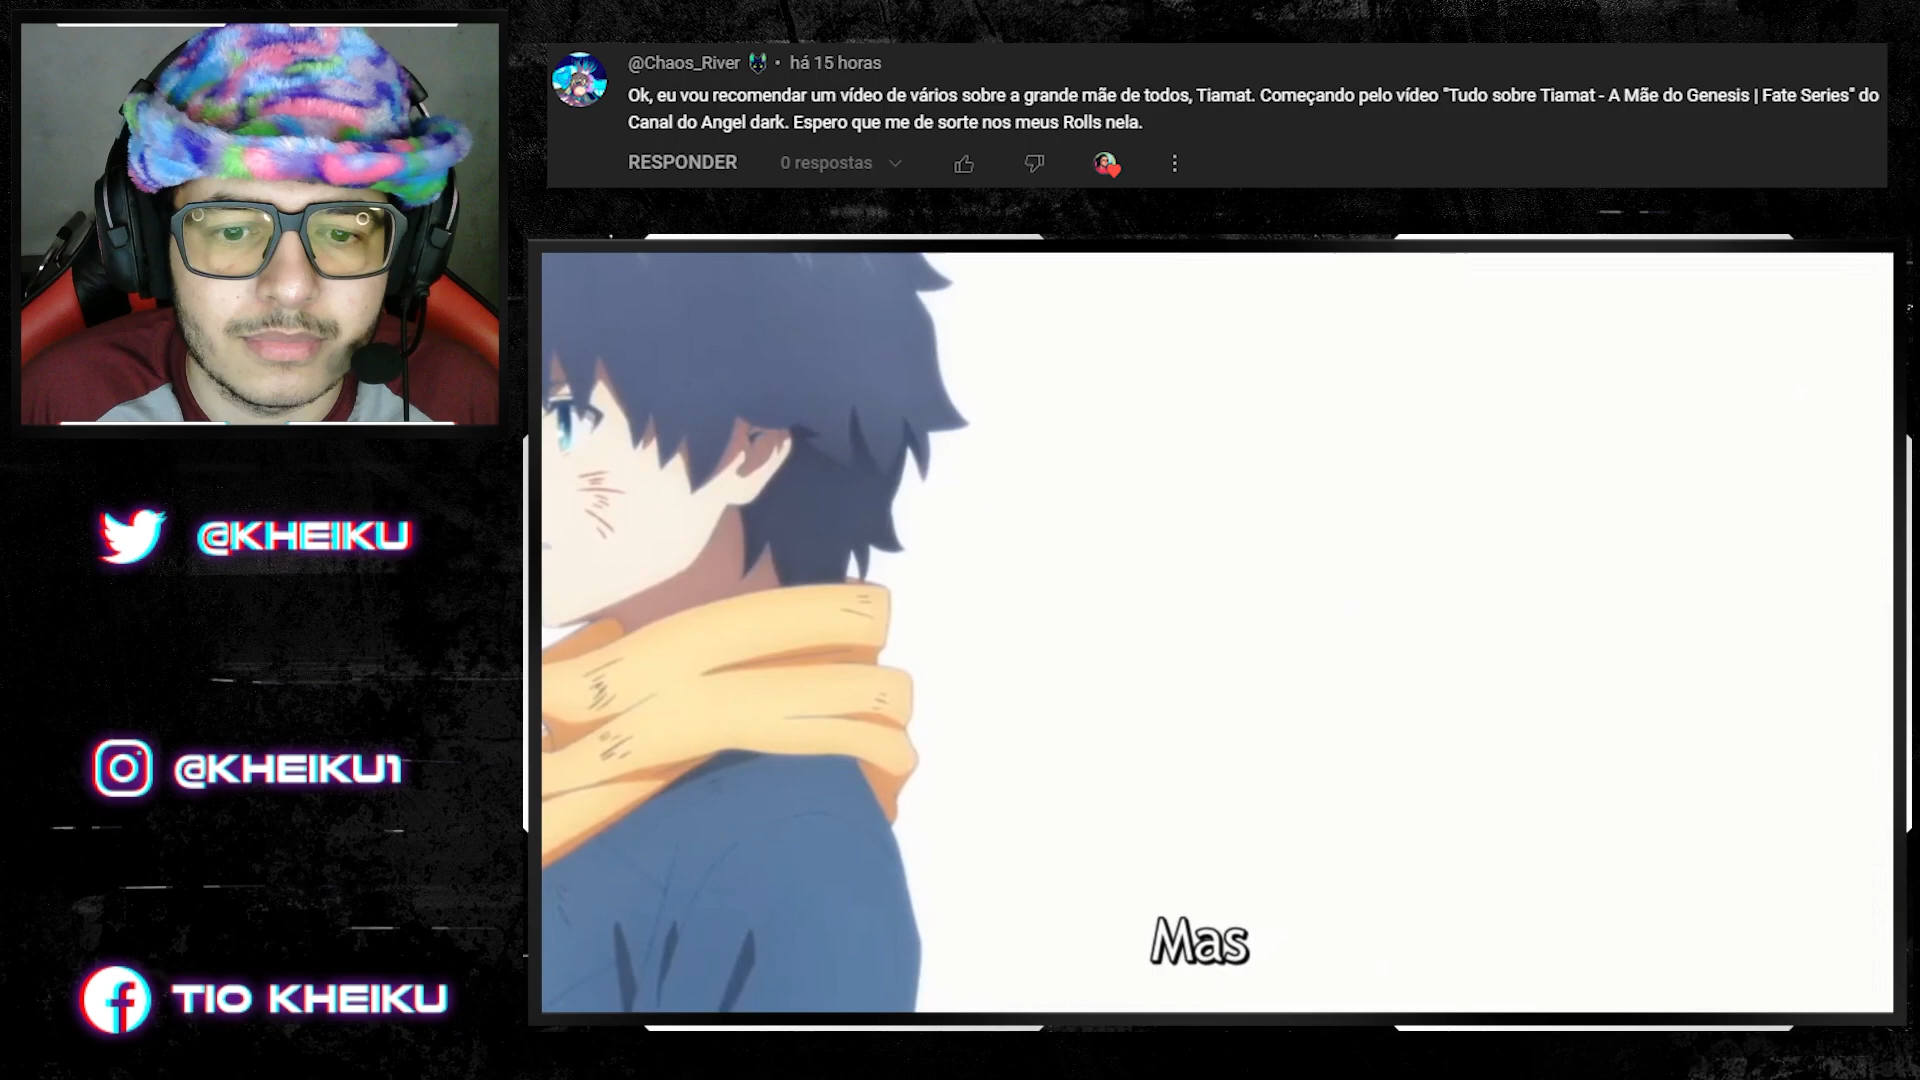 @Chaos_River • há 15 horas
Ok, eu vou recomendar um vídeo de vários sobre a grande mãe de todos, Tiamat. Começando pelo vídeo "Tudo sobre Tiamat - A Mãe do Genesis | Fate Series" do
Canal do Angel dark. Espero que me de sorte nos meus Rolls nela.
RESPONDER 0 respostas
@KHEIKU
@KHEIKU1
TIO KHEIKU
Mas